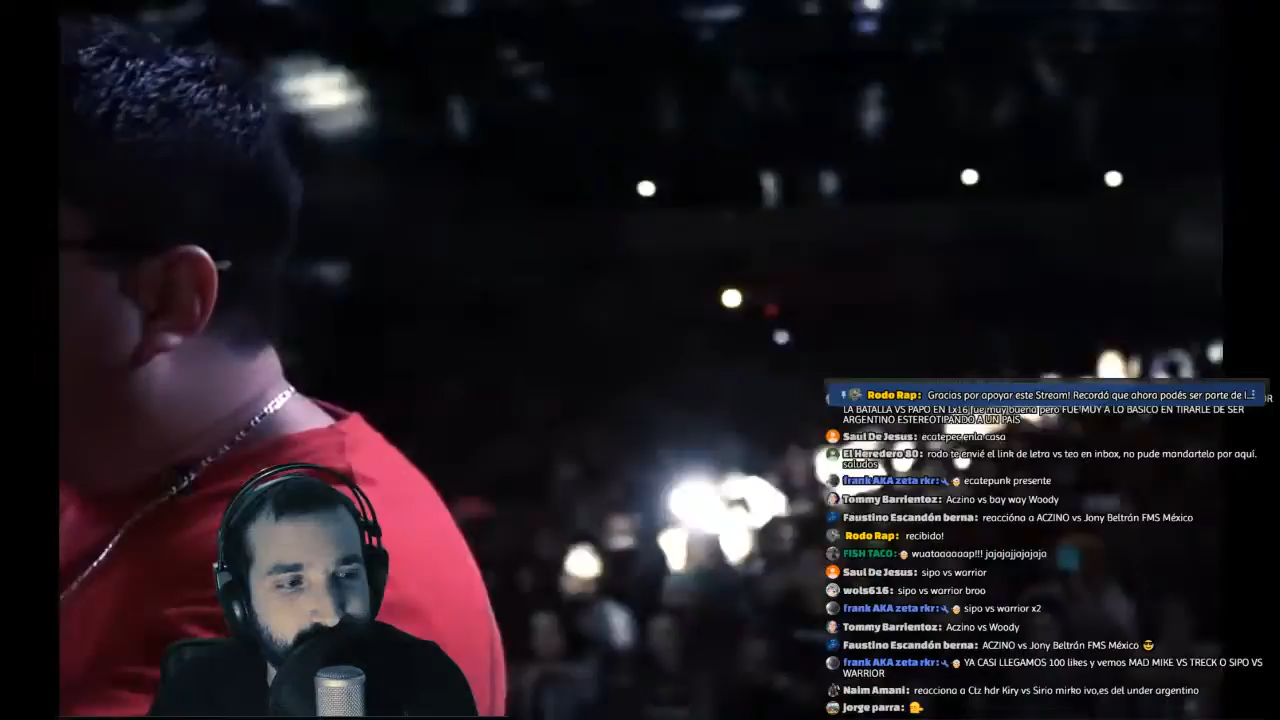 Rodo Rap: Gracias por apoyar este Stream! Recordá que ahora podés ser parte de l...
LA BATALLA VS PAPO EN Lx16 fue muy buena pero FUE MUY A LO BASICO EN TIRARLE DE SER
ARGENTINO ESTEREOTIPANDO A UN PAIS
Saul De Jesus: ecatepec enla casa
El Heredero 80: rodo te envié el link de letra vs teo en inbox, no pude mandartelo por aquí.
saludos
frank AKA zeta rkr: ecatepunk presente
Tommy Barrientoz: Aczino vs bay way Woody
Faustino Escandón berna: reaccióna a ACZINO vs Jony Beltrán FMS México
Rodo Rap: recibido!
FISH TACO: wuataaaaaap!!! jajajjajajaja
Saul De Jesus: sipo vs warrior
wols616: sipo vs warrior broo
frank AKA zeta rkr: sipo vs warrior x2
Tommy Barrientoz: Aczino vs Woody
Faustino Escandón berna: ACZINO vs Jony Beltrán FMS México 😎
frank AKA zeta rkr: YA CASI LLEGAMOS 100 likes y vemos MAD MIKE VS TRECK O SIPO VS
WARRIOR
Naim Amani: reacciona a Ctz hdr Kiry vs Sirio mirko ivo,es del under argentino
jorge parra: